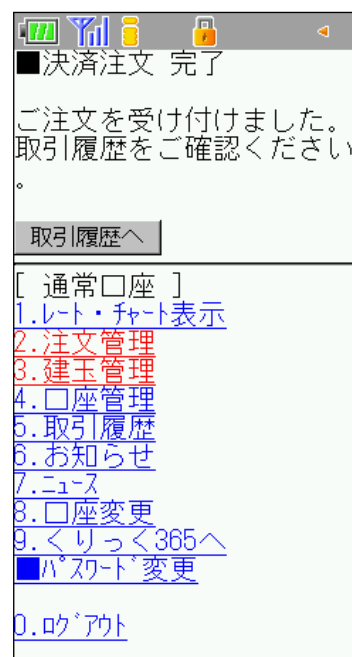 ■決済注文 完了
ご注文を受け付けました。
取引履歴をご確認ください
。
取引履歴へ
[ 通常口座 ]
1.ﾚｰﾄ・ﾁｬｰﾄ表示
2.注文管理
3.建玉管理
4.口座管理
5.取引履歴
6.お知らせ
7.ﾆｭｰｽ
8.口座変更
9.くりっく365へ
■ﾊﾟｽﾜｰﾄﾞ変更
0.ﾛｸﾞｱｳﾄ